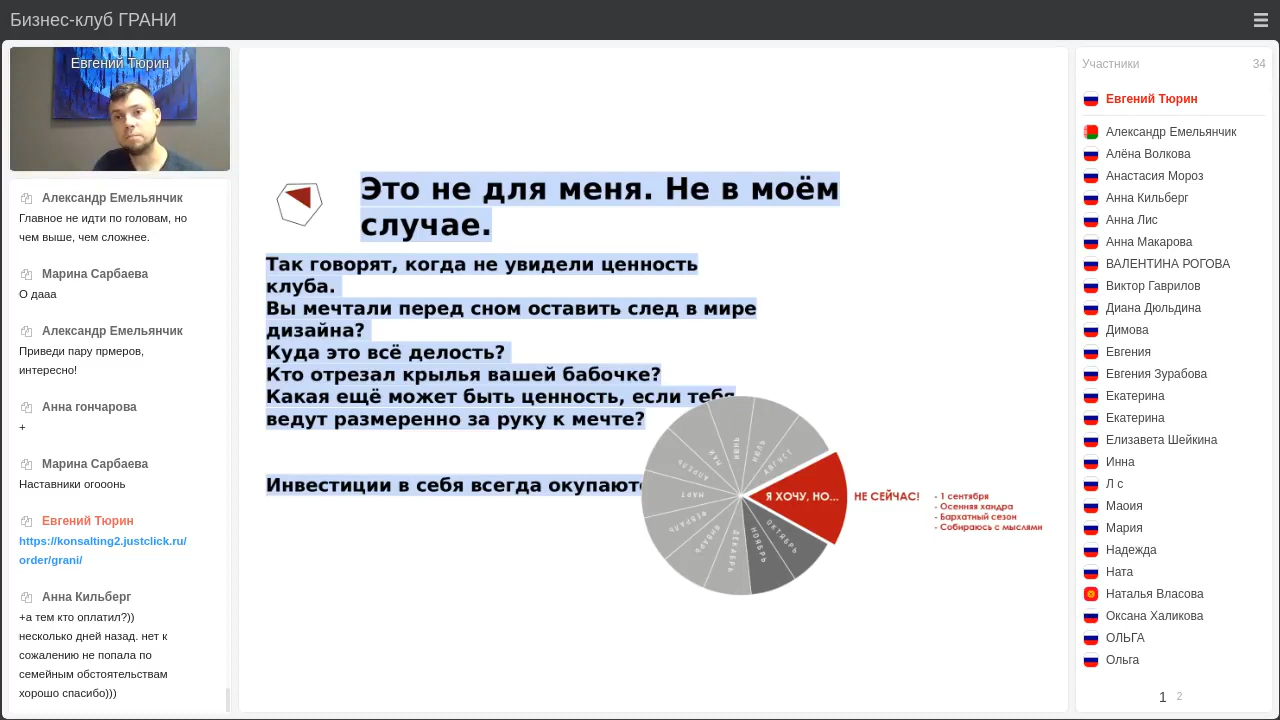 Бизнес-клуб ГРАНИ
Евгений Тюрин
Александр Емельянчик
Главное не идти по головам, но
чем выше, чем сложнее.
Марина Сарбаева
О дааа
Александр Емельянчик
Приведи пару прмеров,
интересно!
Анна гончарова
+
Марина Сарбаева
Наставники огооонь
Евгений Тюрин
https://konsalting2.justclick.ru/
order/grani/
Анна Кильберг
+а тем кто оплатил?))
несколько дней назад. нет к
сожалению не попала по
семейным обстоятельствам
хорошо спасибо)))
Это не для меня. Не в моём
случае.
Так говорят, когда не увидели ценность
клуба.
Вы мечтали перед сном оставить след в мире
дизайна?
Куда это всё делость?
Кто отрезал крылья вашей бабочке?
Какая ещё может быть ценность, если тебя
ведут размеренно за руку к мечте?
Инвестиции в себя всегда окупают
ЯНВАРЬ
ФЕВРАЛЬ
МАРТ
АПРЕЛЬ
МАЙ
ИЮНЬ
ИЮЛЬ
АВГУСТ
Я ХОЧУ, НО...
НЕ СЕЙЧАС!
- 1 сентября
- Осенняя хандра
- Бархатный сезон
- Собираюсь с мыслями
ОКТЯБРЬ
НОЯБРЬ
ДЕКАБРЬ
Участники 34
Евгений Тюрин
Александр Емельянчик
Алёна Волкова
Анастасия Мороз
Анна Кильберг
Анна Лис
Анна Макарова
ВАЛЕНТИНА РОГОВА
Виктор Гаврилов
Диана Дюльдина
Димова
Евгения
Евгения Зурабова
Екатерина
Екатерина
Елизавета Шейкина
Инна
Л с
Маоия
Мария
Надежда
Ната
Наталья Власова
Оксана Халикова
ОЛЬГА
Ольга
1 2